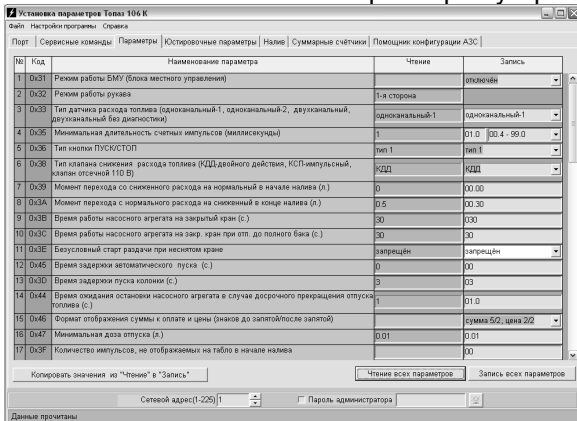 Установка параметров Топаз 106 К
Файл Настройки программы Справка
Порт Сервисные команды Параметры Юстировочные параметры Налив Суммарные счётчики Помощник конфигурации АЗС
№ Код Наименование параметра Чтение Запись
1 0x31 Режим работы БМУ (блока местного управления) отключён
2 0x32 Режим работы рукава 1-я сторона
3 0x33 Тип датчика расхода топлива (одноканальный-1, одноканальный-2, двухканальный, двухканальный без диагностики) одноканальный-1 одноканальный-1
4 0x35 Минимальная длительность счетных импульсов (миллисекунды) 1 01.0 00.4 - 99.0
5 0x36 Тип кнопки ПУСК/СТОП тип 1 тип 1
6 0x38 Тип клапана снижения расхода топлива (КДД-двойного действия, КСП-импульсный, клапан отсечной 110 В) КДД КДД
7 0x39 Момент перехода со сниженного расхода на нормальный в начале налива (л.) 0 00.00
8 0x3A Момент перехода с нормального расхода на сниженный в конце налива (л.) 0.5 00.30
9 0x3B Время работы насосного агрегата на закрытый кран (с.) 30 030
10 0x3C Время работы насосного агрегата на закр. кран при отп. до полного бака (с.) 30 30
11 0x3E Безусловный старт раздачи при неснятом кране запрещён запрещён
12 0x45 Время задержки автоматического пуска (с.) 0 00
13 0x3D Время задержки пуска колонки (с.) 3 03
14 0x44 Время ожидания остановки насосного агрегата в случае досрочного прекращения отпуска топлива (с.) 1 01.0
15 0x46 Формат отображения суммы к оплате и цены (знаков до запятой/после запятой) сумма 5/2, цена 2/2
16 0x47 Минимальная доза отпуска (л.) 0.01 0.01
17 0x3F Количество импульсов, не отображаемых на табло в начале налива 00
Копировать значения из "Чтение" в "Запись" Чтение всех параметров Запись всех параметров
Сетевой адрес(1-225) 1 Пароль администратора
Данные прочитаны